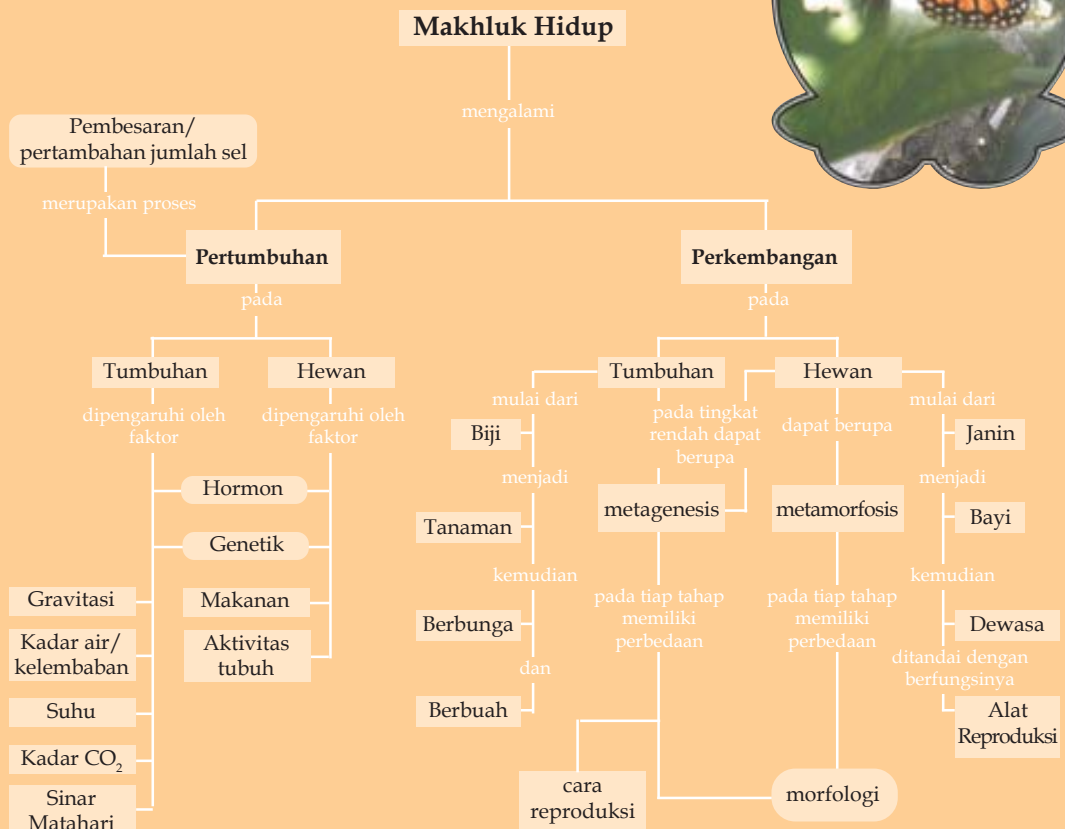 Makhluk Hidup
mengalami
Pembesaran/
pertambahan jumlah sel
merupakan proses
Pertumbuhan
Perkembangan
pada
pada
Tumbuhan
Hewan
Tumbuhan
Hewan
dipengaruhi oleh
faktor
dipengaruhi oleh
faktor
Hormon
Genetik
Gravitasi
Kadar air/
kelembaban
Suhu
Kadar CO₂
Sinar
Matahari
Makanan
Aktivitas
tubuh
mulai dari
Biji
menjadi
Tanaman
kemudian
Berbunga
dan
Berbuah
pada tingkat
rendah dapat
berupa
metagenesis
pada tiap tahap
memiliki
perbedaan
cara
reproduksi
dapat berupa
metamorfosis
pada tiap tahap
memiliki
perbedaan
morfologi
mulai dari
Janin
menjadi
Bayi
kemudian
Dewasa
ditandai dengan
berfungsinya
Alat
Reproduksi